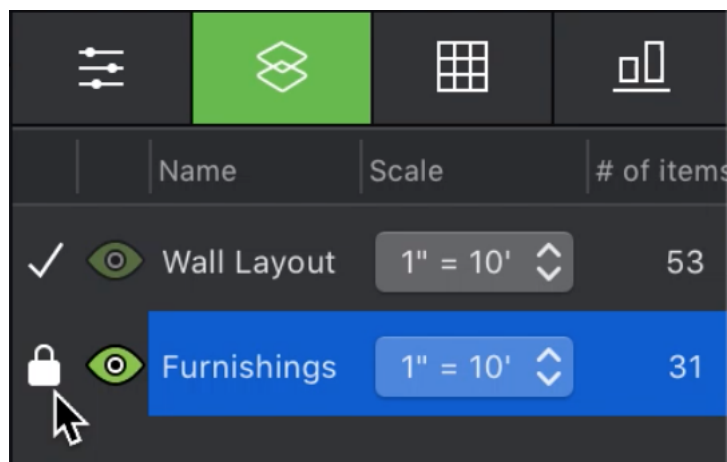 Name Scale # of items
Wall Layout 1" = 10' 53
Furnishings 1" = 10' 31